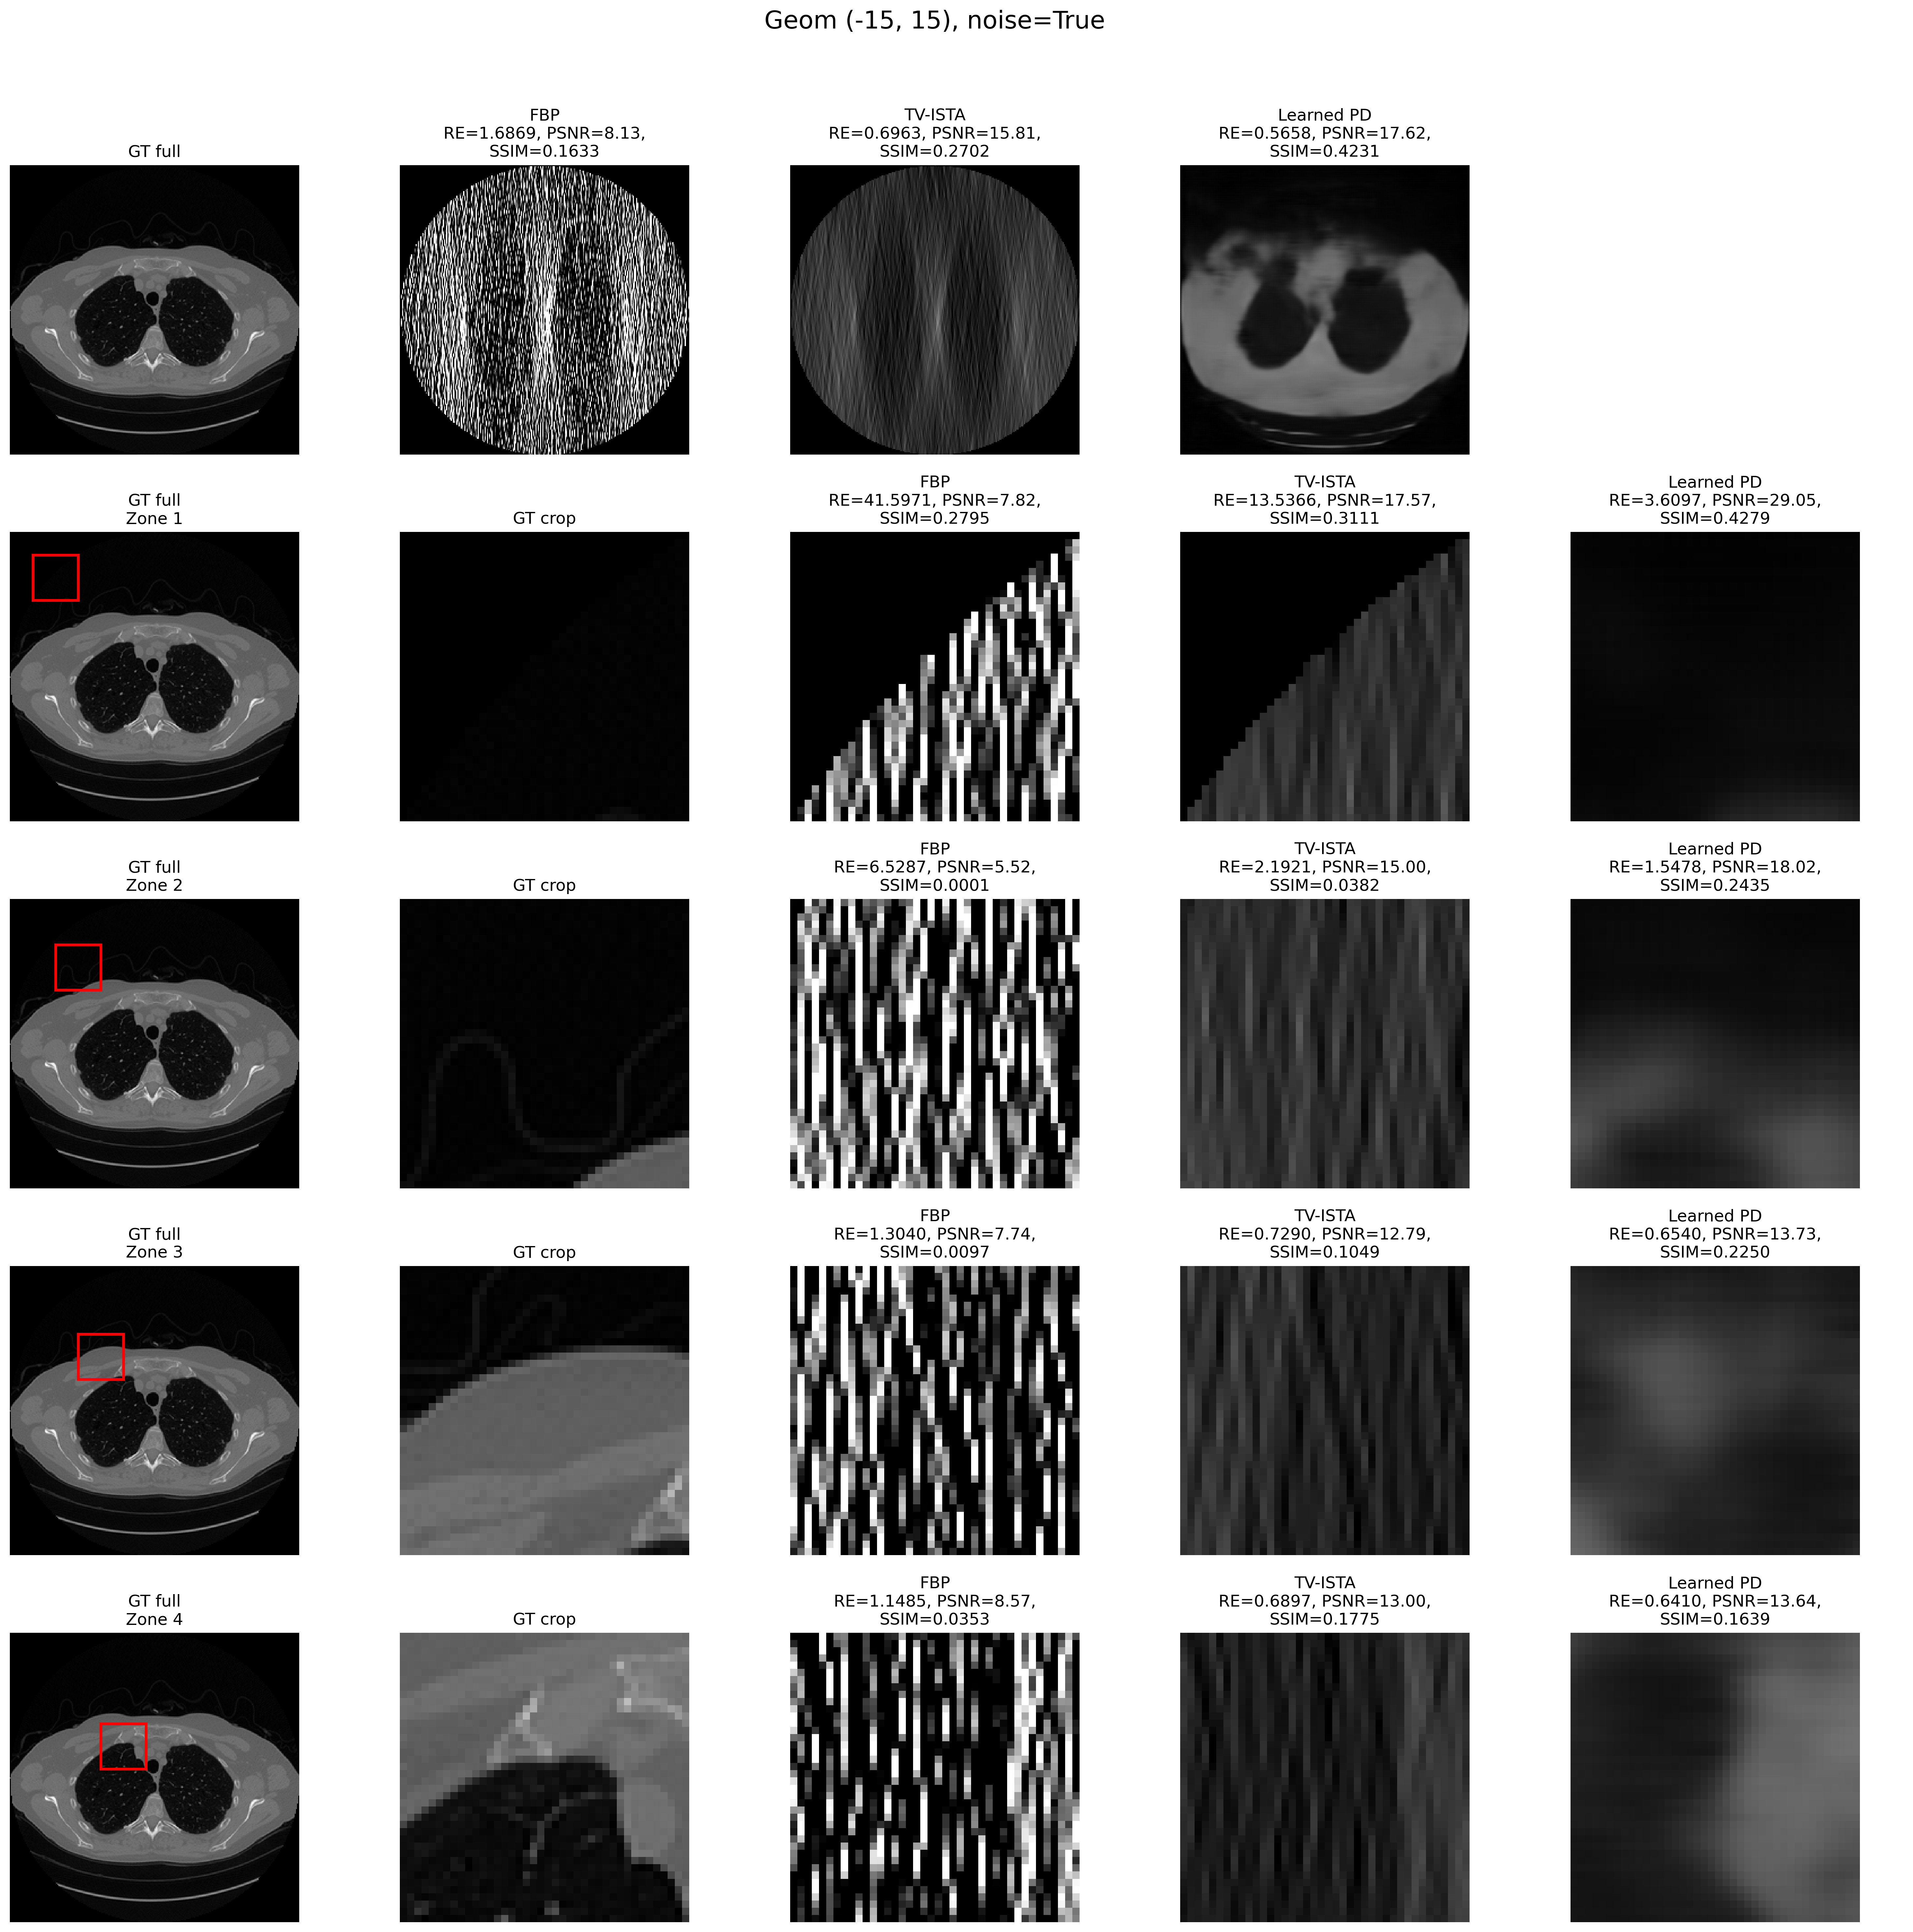 Geom (-15, 15), noise=True
GT full
FBP
RE=1.6869, PSNR=8.13,
SSIM=0.1633
TV-ISTA
RE=0.6963, PSNR=15.81,
SSIM=0.2702
Learned PD
RE=0.5658, PSNR=17.62,
SSIM=0.4231
GT full
Zone 1
GT crop
FBP
RE=41.5971, PSNR=7.82,
SSIM=0.2795
TV-ISTA
RE=13.5366, PSNR=17.57,
SSIM=0.3111
Learned PD
RE=3.6097, PSNR=29.05,
SSIM=0.4279
GT full
Zone 2
GT crop
FBP
RE=6.5287, PSNR=5.52,
SSIM=0.0001
TV-ISTA
RE=2.1921, PSNR=15.00,
SSIM=0.0382
Learned PD
RE=1.5478, PSNR=18.02,
SSIM=0.2435
GT full
Zone 3
GT crop
FBP
RE=1.3040, PSNR=7.74,
SSIM=0.0097
TV-ISTA
RE=0.7290, PSNR=12.79,
SSIM=0.1049
Learned PD
RE=0.6540, PSNR=13.73,
SSIM=0.2250
GT full
Zone 4
GT crop
FBP
RE=1.1485, PSNR=8.57,
SSIM=0.0353
TV-ISTA
RE=0.6897, PSNR=13.00,
SSIM=0.1775
Learned PD
RE=0.6410, PSNR=13.64,
SSIM=0.1639